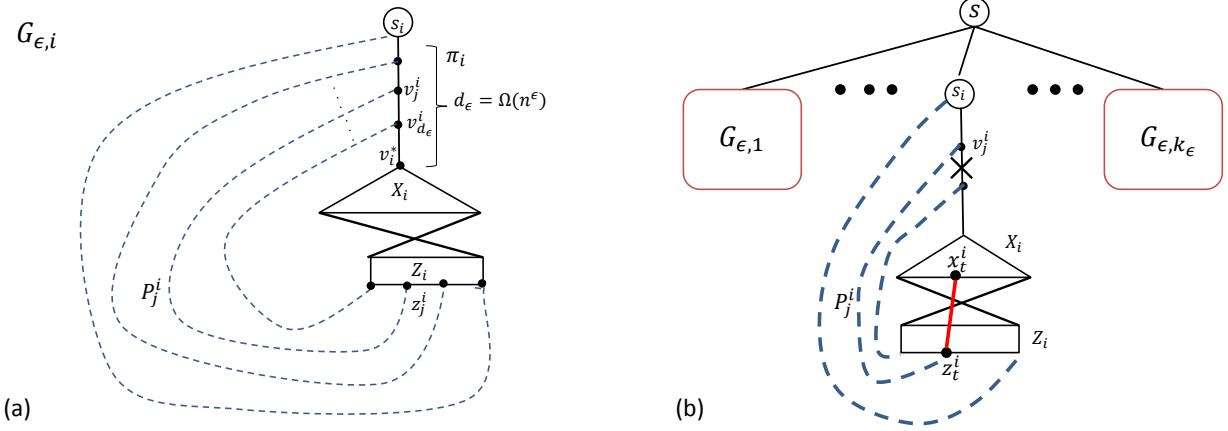 G_{ϵ,i}
s_i
π_i
v_j^i
d_ϵ = Ω(n^ϵ)
v_{d_ϵ}^i
v_i^*
X_i
P_j^i
Z_i
z_j^i
(a)
S
s_i
G_{ϵ,1}
v_j^i
G_{ϵ,k_ϵ}
X_i
x_t^i
P_j^i
Z_i
z_t^i
(b)